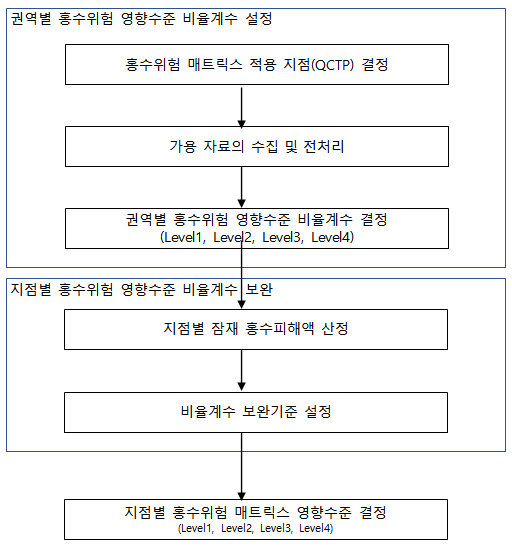 권역별 홍수위험 영향수준 비율계수 설정
홍수위험 매트릭스 적용 지점(QCTP) 결정
가용 자료의 수집 및 전처리
권역별 홍수위험 영향수준 비율계수 결정
(Level1, Level2, Level3, Level4)
지점별 홍수위험 영향수준 비율계수 보완
지점별 잠재 홍수피해액 산정
비율계수 보완기준 설정
지점별 홍수위험 매트릭스 영향수준 결정
(Level1, Level2, Level3, Level4)